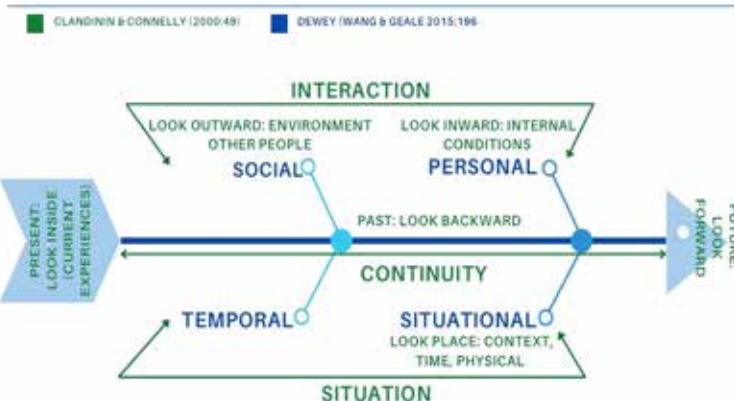 CLANDININ & CONNELLY (2000:49)
DEWEY (WANG & GEALE 2015:196
INTERACTION
LOOK OUTWARD: ENVIRONMENT
OTHER PEOPLE
LOOK INWARD: INTERNAL
CONDITIONS
SOCIAL
PERSONAL
PRESENT:
LOOK INSIDE
(CURRENT
EXPERIENCES)
PAST: LOOK BACKWARD
FUTURE:
LOOK
FORWARD
CONTINUITY
TEMPORAL
SITUATIONAL
LOOK PLACE: CONTEXT,
TIME, PHYSICAL
SITUATION